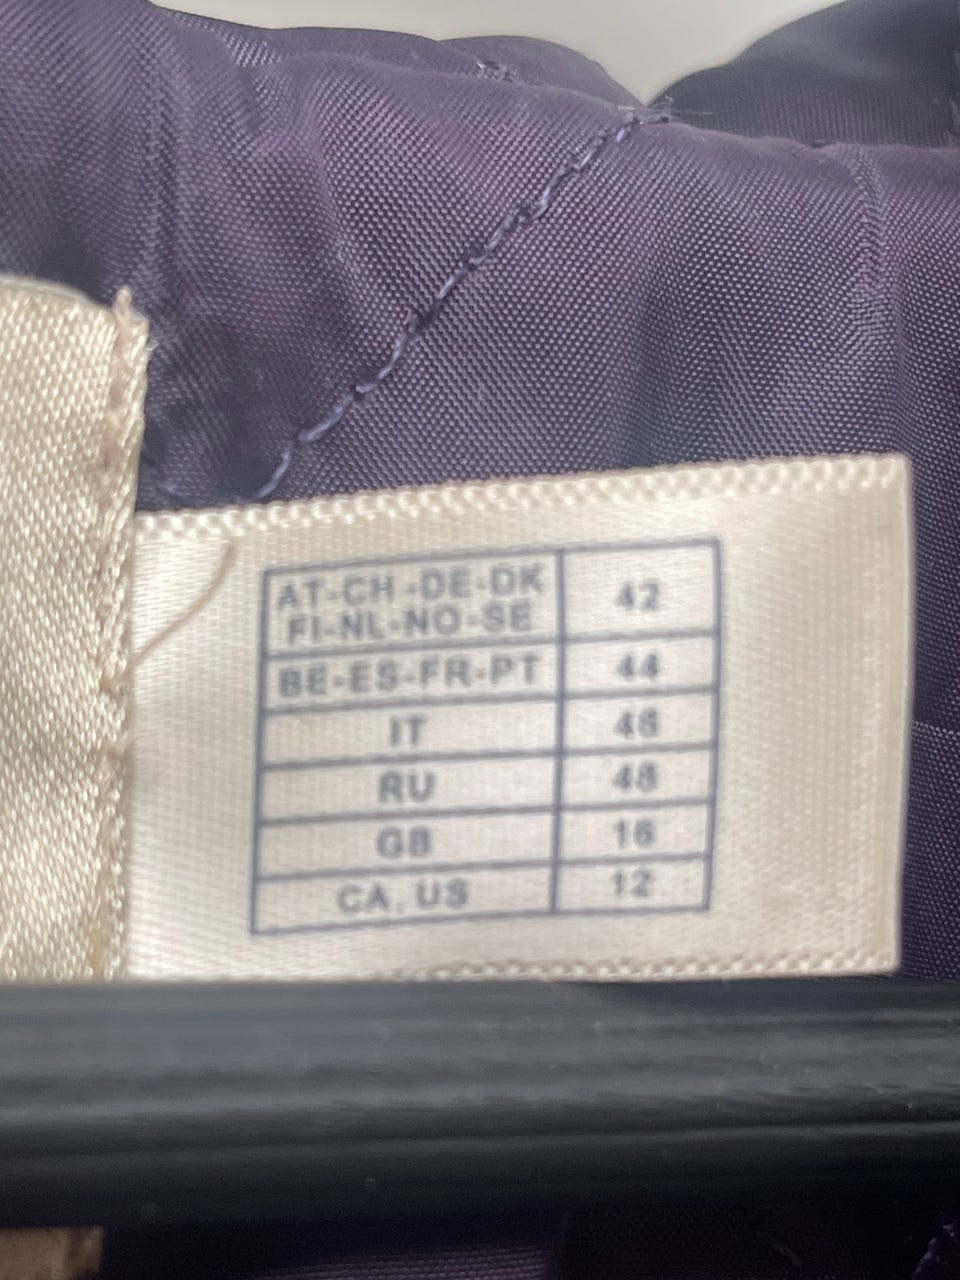 AT-CH-DE-DK
FI-NL-NO-SE 42
BE-ES-FR-PT 44
IT 46
RU 48
GB 16
CA, US 12